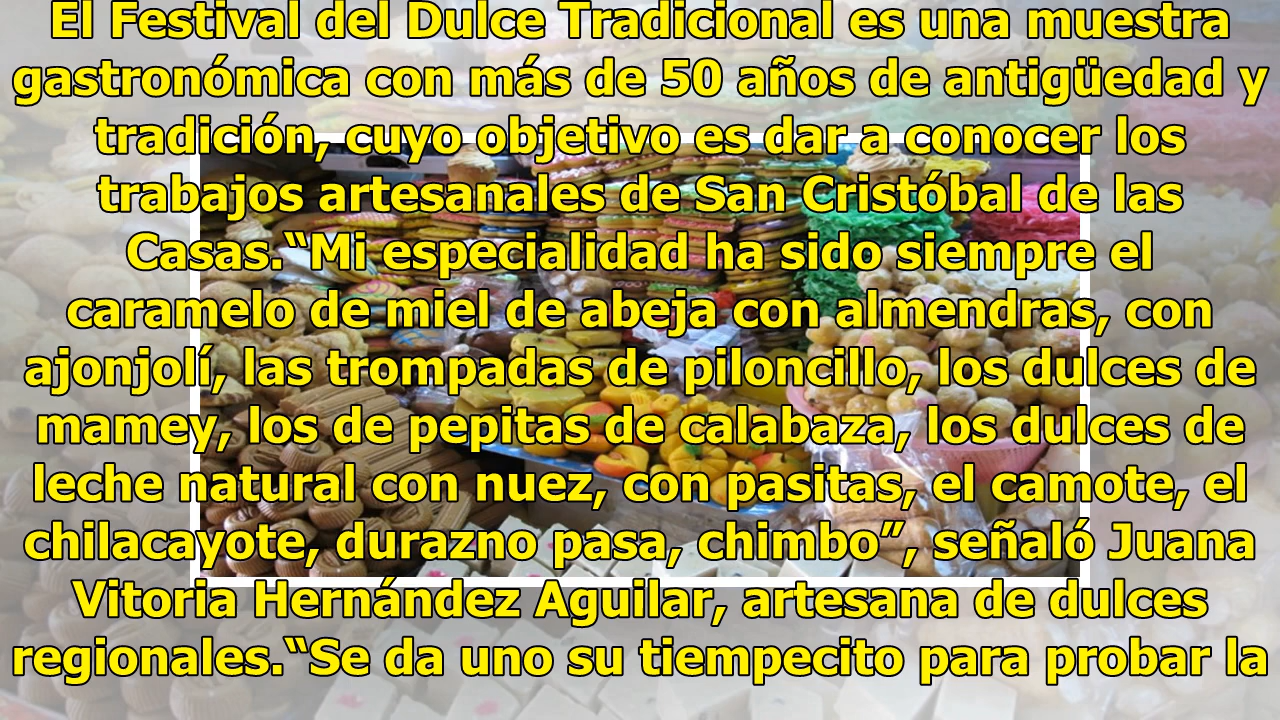 El Festival del Dulce Tradicional es una muestra
gastronómica con más de 50 años de antigüedad y
tradición, cuyo objetivo es dar a conocer los
trabajos artesanales de San Cristóbal de las
Casas.“Mi especialidad ha sido siempre el
caramelo de miel de abeja con almendras, con
ajonjolí, las trompadas de piloncillo, los dulces de
mamey, los de pepitas de calabaza, los dulces de
leche natural con nuez, con pasitas, el camote, el
chilacayote, durazno pasa, chimbo”, señaló Juana
Vitoria Hernández Aguilar, artesana de dulces
regionales.“Se da uno su tiempecito para probar la